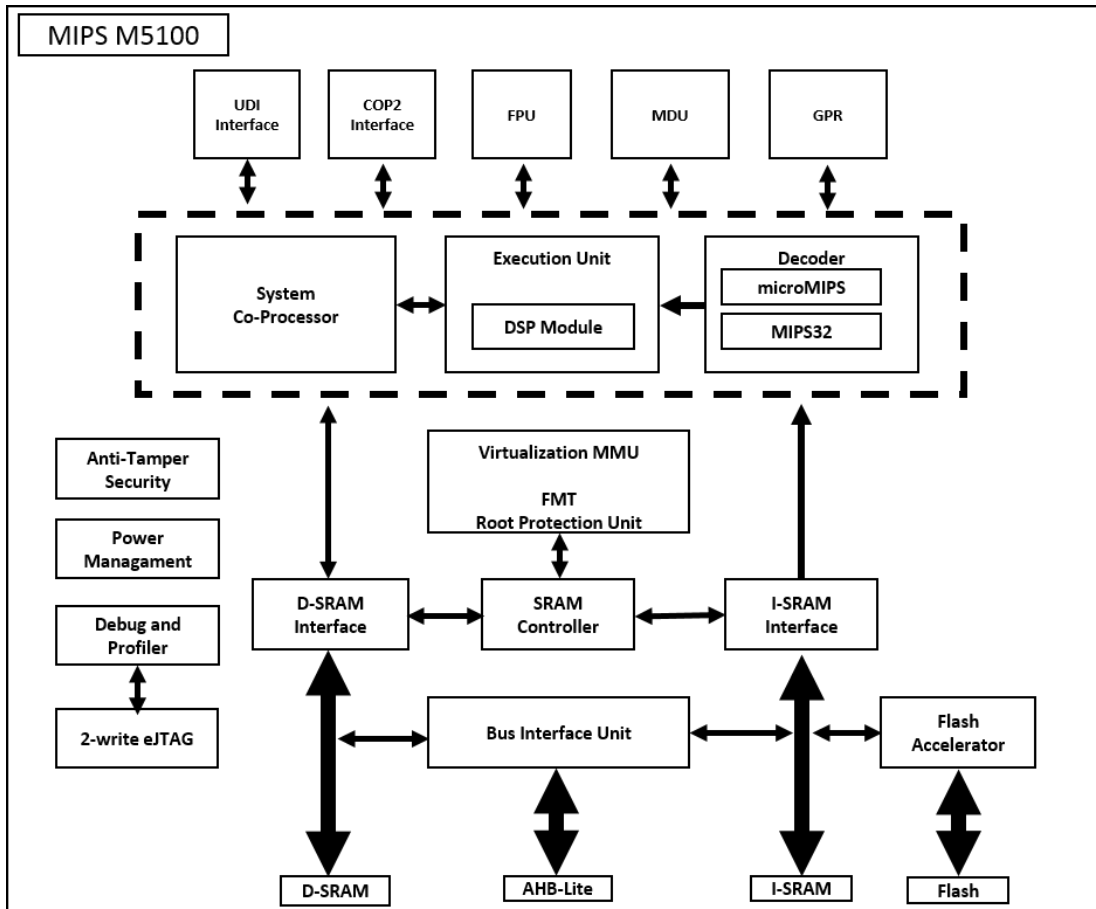 MIPS M5100
UDI
Interface
COP2
Interface
FPU
MDU
GPR
System
Co-Processor
Execution Unit
DSP Module
Decoder
microMIPS
MIPS32
Anti-Tamper
Security
Virtualization MMU
FMT
Root Protection Unit
Power
Managament
D-SRAM
Interface
SRAM
Controller
I-SRAM
Interface
Debug and
Profiler
2-write eJTAG
Bus Interface Unit
Flash
Accelerator
D-SRAM
AHB-Lite
I-SRAM
Flash